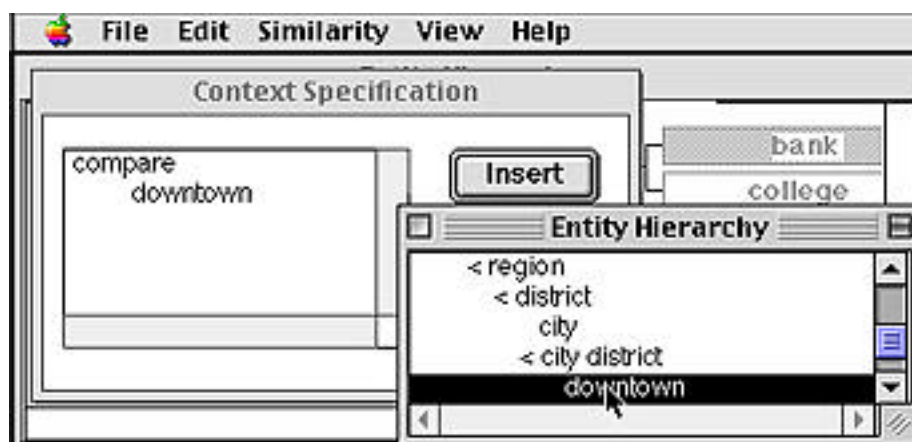 File Edit Similarity View Help
Context Specification
compare
downtown
Insert
bank
college
Entity Hierarchy
< region
< district
city
< city district
downtown